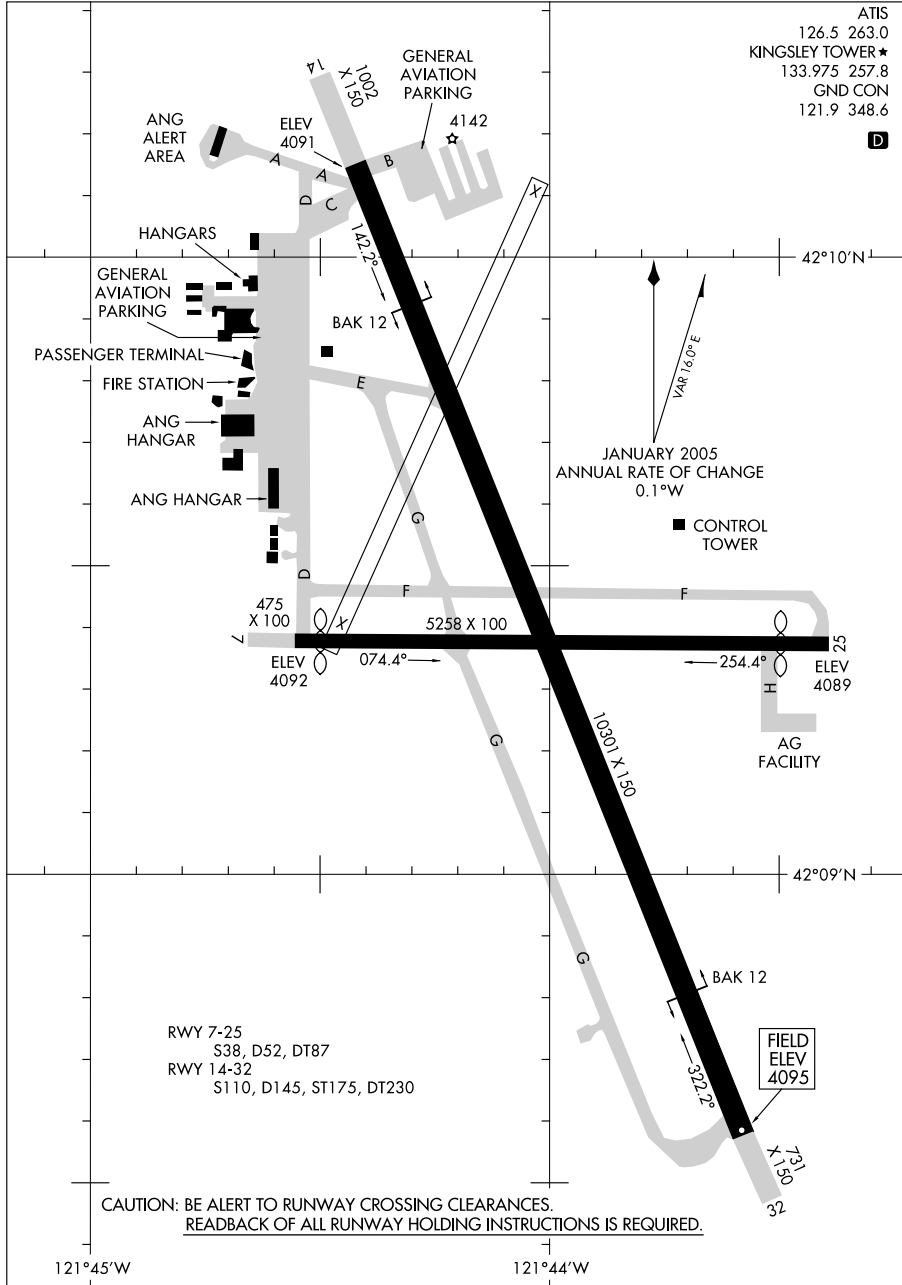 ATIS
126.5 263.0
KINGSLEY TOWER★
133.975 257.8
GND CON
121.9 348.6
D
14
1002
X 150
GENERAL
AVIATION
PARKING
4142
ANG
ALERT
AREA
ELEV
4091
A
A
B
C
D
X
HANGARS
142.2°
42°10'N
GENERAL
AVIATION
PARKING
BAK 12
VAR 16.0° E
PASSENGER TERMINAL
FIRE STATION
E
ANG
HANGAR
JANUARY 2005
ANNUAL RATE OF CHANGE
0.1°W
ANG HANGAR
G
CONTROL
TOWER
D
F
F
475
X 100
X
5258 X 100
7
25
ELEV
4092
074.4°
254.4°
ELEV
4089
H
G
10301 X 150
AG
FACILITY
42°09'N
G
BAK 12
RWY 7-25
S38, D52, DT87
RWY 14-32
S110, D145, ST175, DT230
FIELD
ELEV
4095
322.2°
731
X 150
32
CAUTION: BE ALERT TO RUNWAY CROSSING CLEARANCES.
READBACK OF ALL RUNWAY HOLDING INSTRUCTIONS IS REQUIRED.
121°45'W
121°44'W